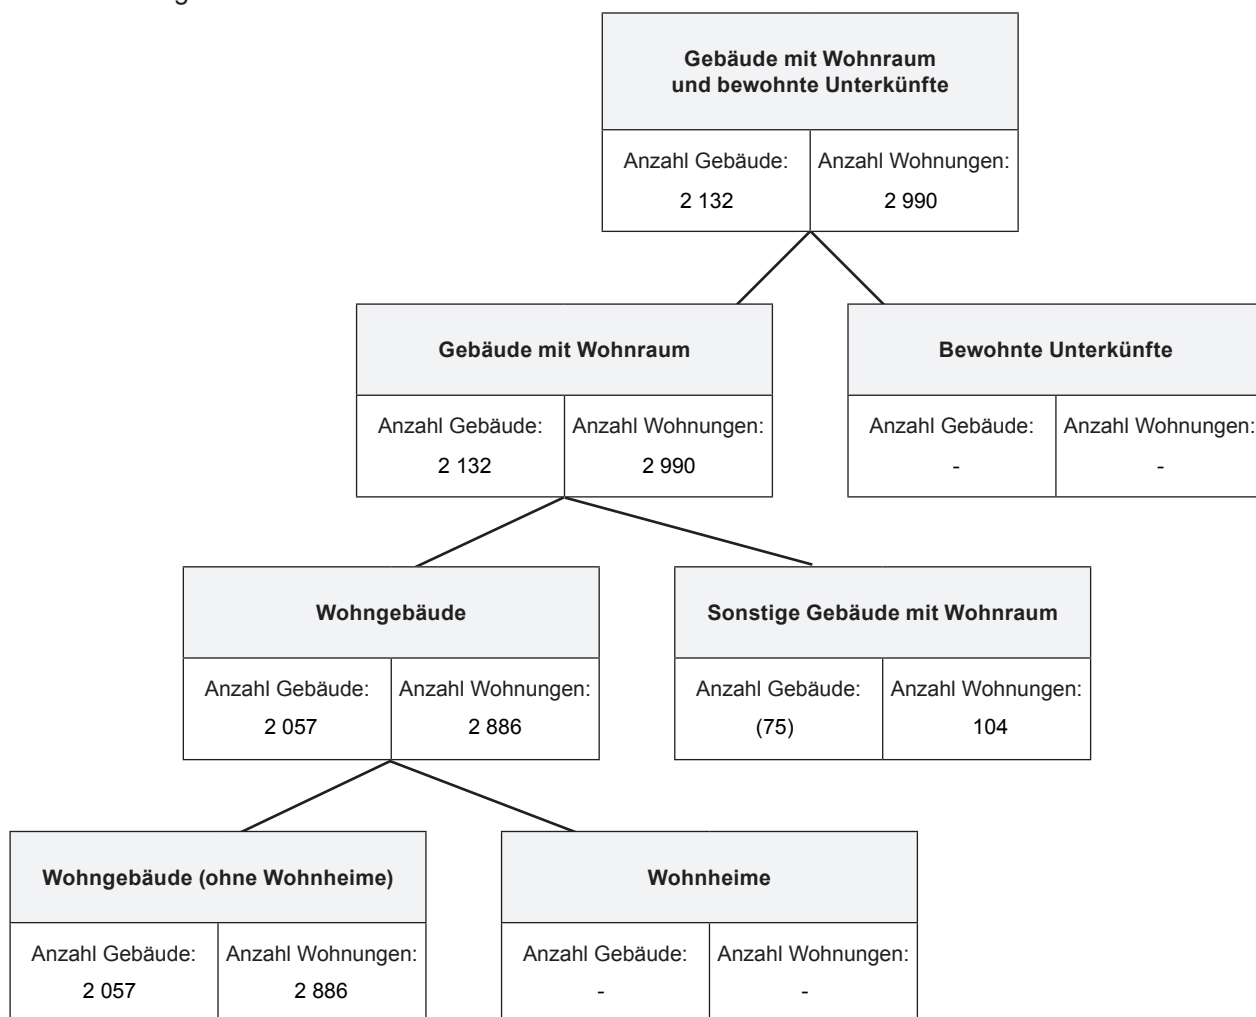 Gebäude mit Wohnraum
und bewohnte Unterkünfte
Anzahl Gebäude: Anzahl Wohnungen:
2 132 2 990
Gebäude mit Wohnraum
Anzahl Gebäude: Anzahl Wohnungen:
2 132 2 990
Bewohnte Unterkünfte
Anzahl Gebäude: Anzahl Wohnungen:
- -
Wohngebäude
Anzahl Gebäude: Anzahl Wohnungen:
2 057 2 886
Sonstige Gebäude mit Wohnraum
Anzahl Gebäude: Anzahl Wohnungen:
(75) 104
Wohngebäude (ohne Wohnheime)
Anzahl Gebäude: Anzahl Wohnungen:
2 057 2 886
Wohnheime
Anzahl Gebäude: Anzahl Wohnungen:
- -